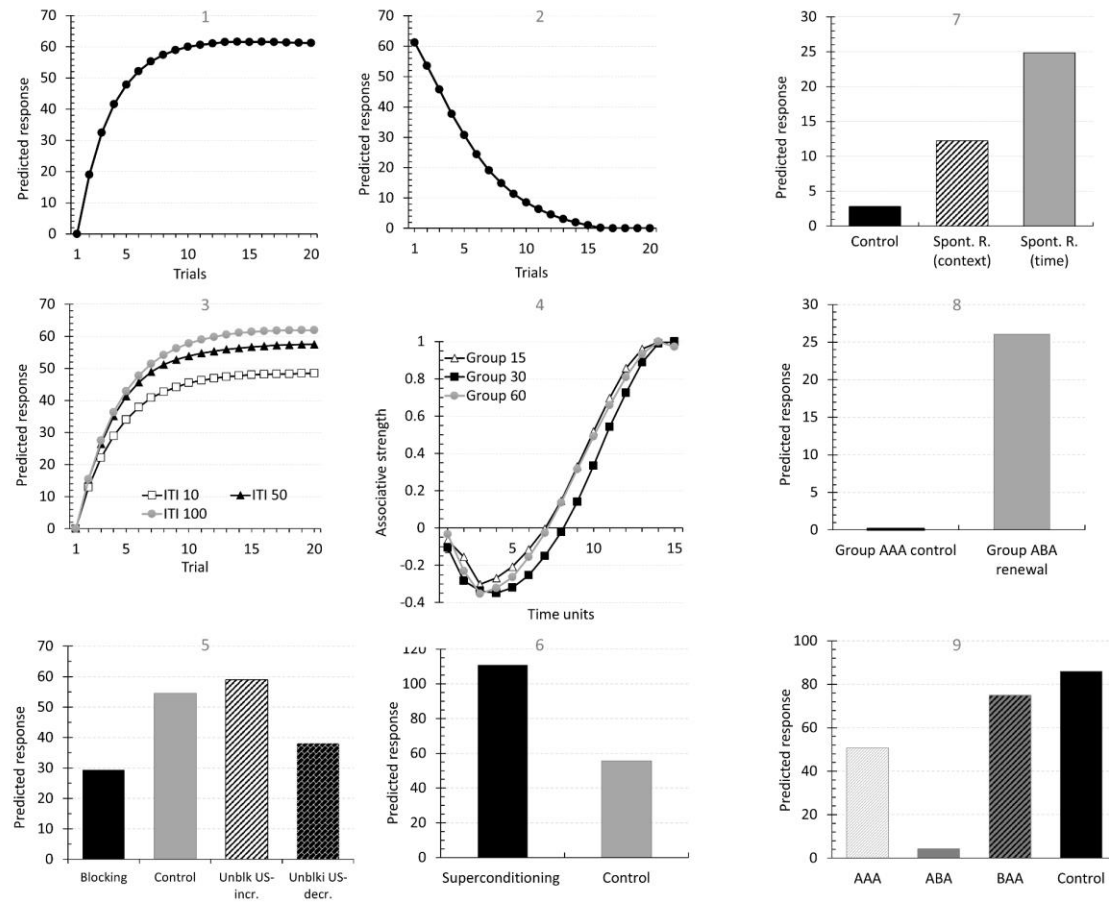 1
Predicted response
70
60
50
40
30
20
10
0
1 5 10 15 20
Trials
2
Predicted response
70
60
50
40
30
20
10
0
1 5 10 15 20
Trials
7
Predicted response
30
25
20
15
10
5
0
Control
Spont. R.
(context)
Spont. R.
(time)
3
Predicted response
70
60
50
40
30
20
10
0
ITI 10 ITI 50
ITI 100
1 5 10 15 20
Trial
4
Associative strength
1
0.8
0.6
0.4
0.2
0
-0.2
-0.4
Group 15
Group 30
Group 60
5 10 15
Time units
8
Predicted response
30
25
20
15
10
5
0
Group AAA control
Group ABA
renewal
5
Predicted response
70
60
50
40
30
20
10
0
Blocking
Control
Unblk US-
incr.
Unblki US-
decr.
6
Predicted response
120
100
80
60
40
20
0
Superconditioning
Control
9
Predicted response
100
80
60
40
20
0
AAA ABA BAA Control